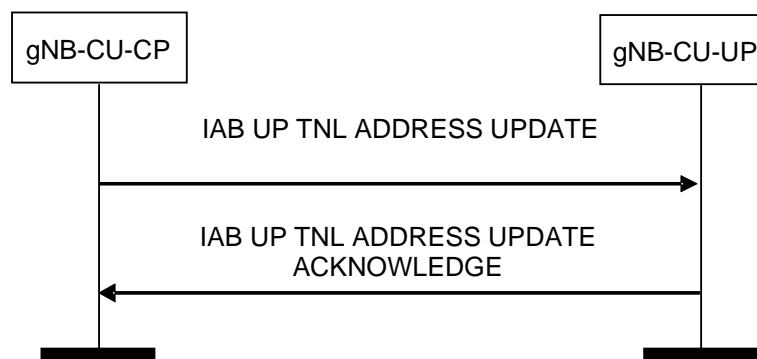 gNB-CU-CP
gNB-CU-UP
IAB UP TNL ADDRESS UPDATE
IAB UP TNL ADDRESS UPDATE
ACKNOWLEDGE